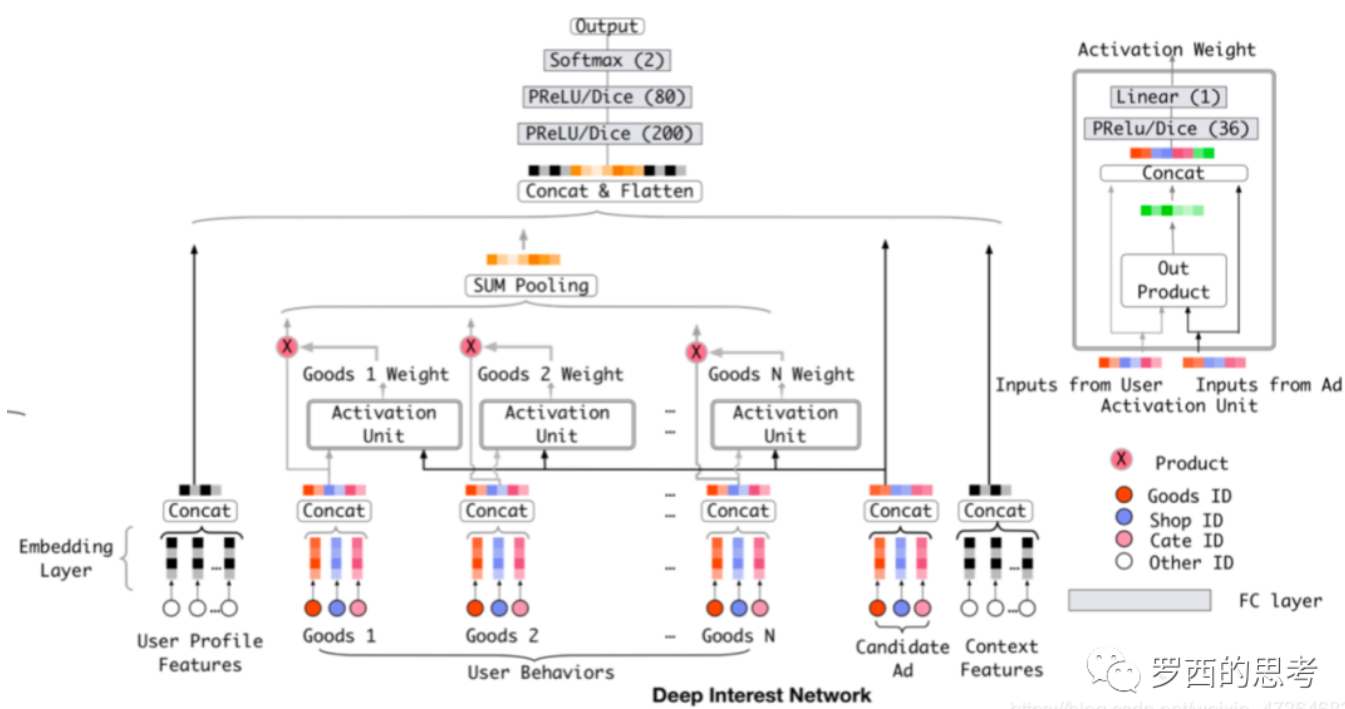 Output
Softmax (2)
PReLU/Dice (80)
PReLU/Dice (200)
Concat & Flatten
SUM Pooling
X
X
X
Goods 1 Weight
Goods 2 Weight
Goods N Weight
Activation
Unit
Activation
Unit
...
...
Activation
Unit
Concat
Concat
Concat
...
...
Concat
Concat
Concat
Embedding
Layer
...
...
...
User Profile
Features
Goods 1
Goods 2
...
Goods N
User Behaviors
Candidate
Ad
Context
Features
Deep Interest Network
Activation Weight
Linear (1)
PRelu/Dice (36)
Concat
Out
Product
Inputs from User
Inputs from Ad
Activation Unit
X Product
Goods ID
Shop ID
Cate ID
Other ID
FC layer
罗西的思考